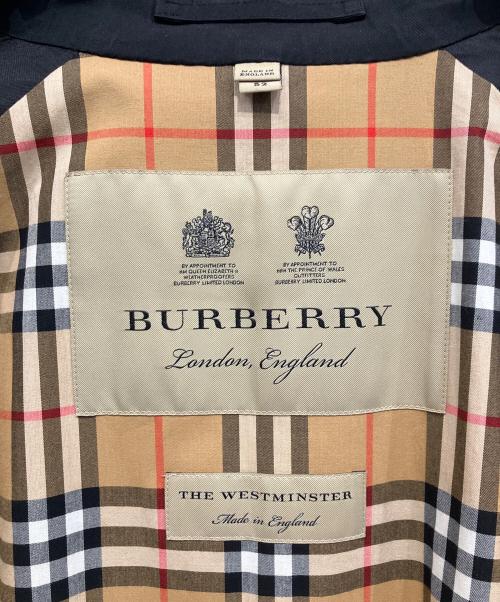 MADE IN
ENGLAND
52
BY APPOINTMENT TO
HM QUEEN ELIZABETH II
WEATHERPROOFERS
BURBERRY LIMITED LONDON
BY APPOINTMENT TO
HRH THE PRINCE OF WALES
OUTFITTERS
BURBERRY LIMITED LONDON
BURBERRY
London, England
THE WESTMINSTER
Made in England